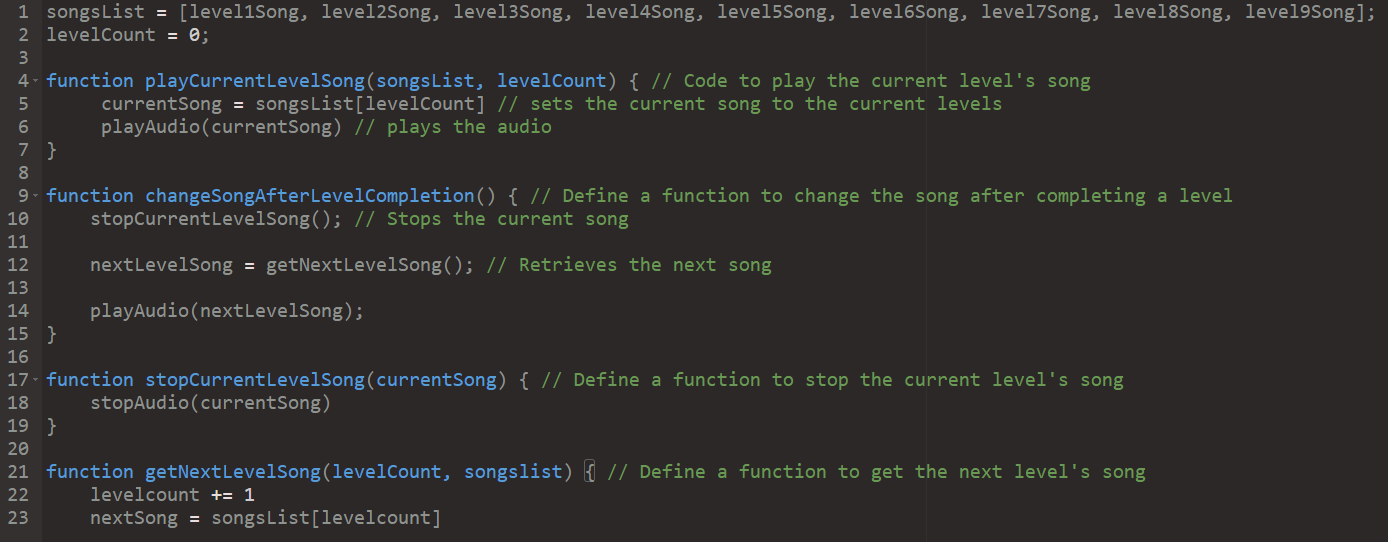 1 songsList = [level1Song, level2Song, level3Song, level4Song, level5Song, level6Song, level7Song, level8Song, level9Song];
2 levelCount = 0;
3
4 function playCurrentLevelSong(songsList, levelCount) { // Code to play the current level's song
5      currentSong = songsList[levelCount] // sets the current song to the current levels
6      playAudio(currentSong) // plays the audio
7 }
8
9 function changeSongAfterLevelCompletion() { // Define a function to change the song after completing a level
10     stopCurrentLevelSong(); // Stops the current song
11
12     nextLevelSong = getNextLevelSong(); // Retrieves the next song
13
14     playAudio(nextLevelSong);
15 }
16
17 function stopCurrentLevelSong(currentSong) { // Define a function to stop the current level's song
18     stopAudio(currentSong)
19 }
20
21 function getNextLevelSong(levelCount, songslist) { // Define a function to get the next level's song
22     levelcount += 1
23     nextSong = songsList[levelcount]